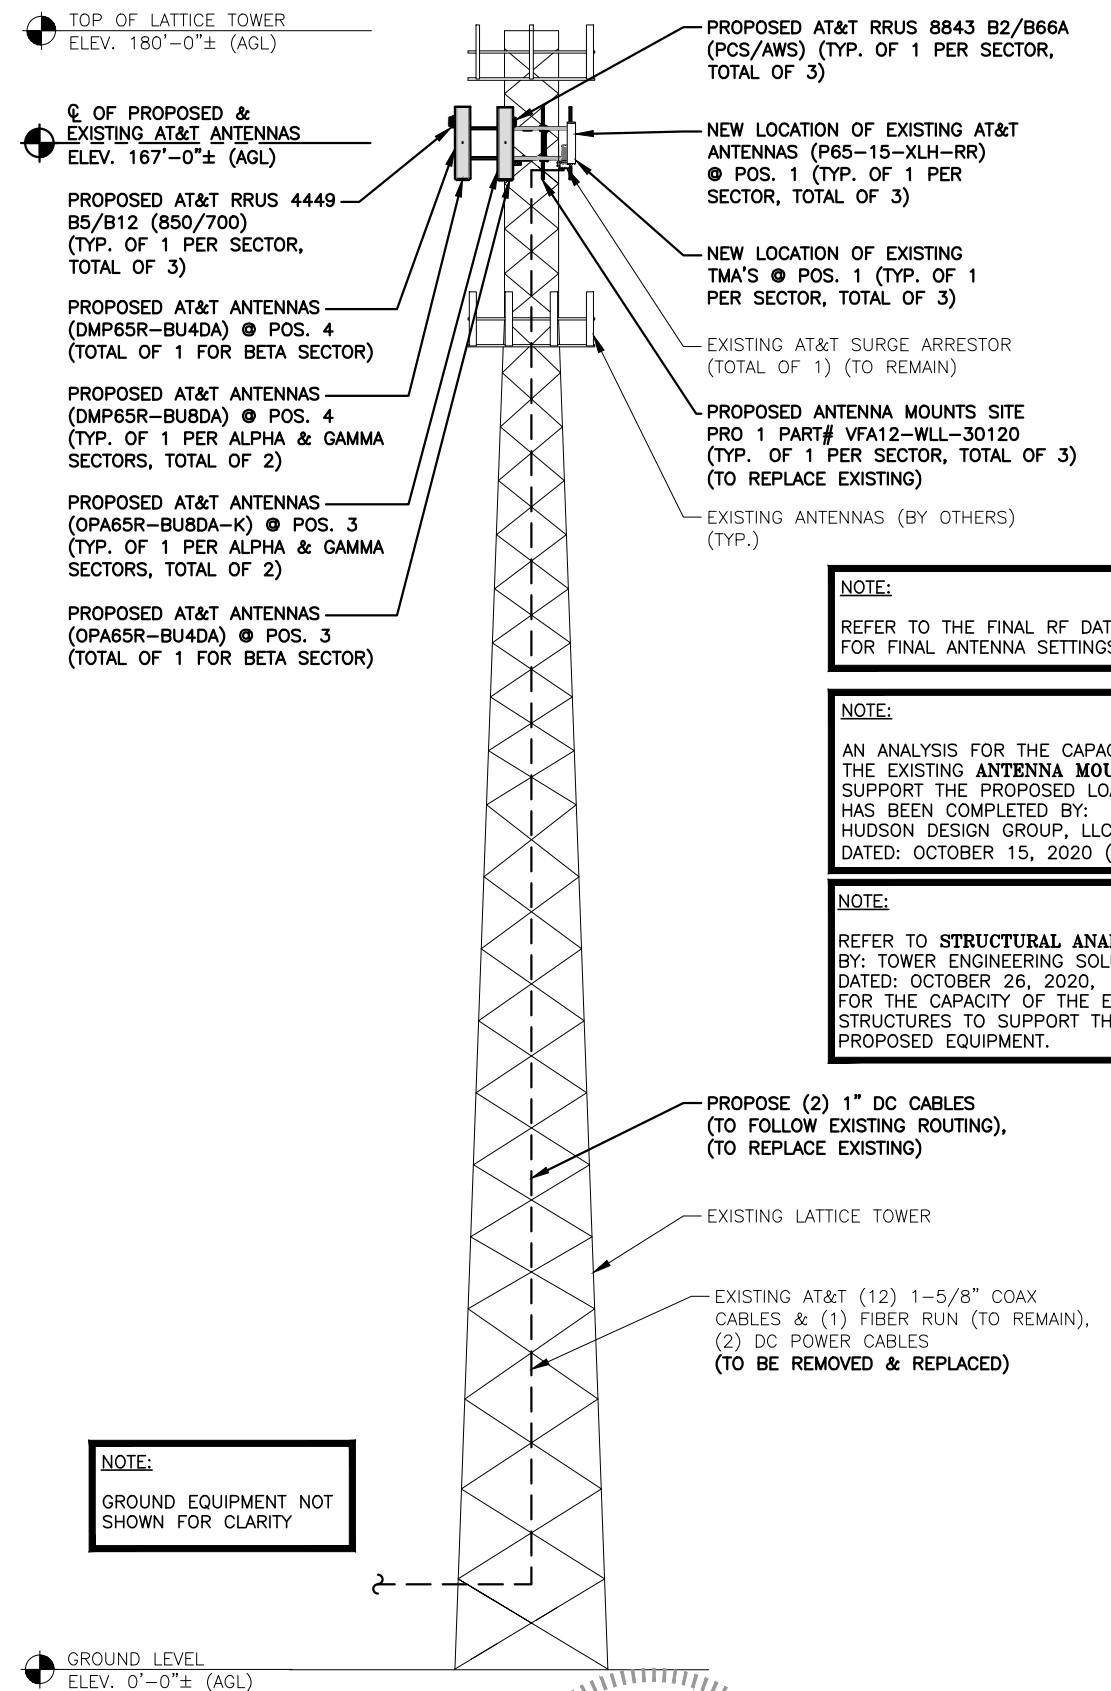 TOP OF LATTICE TOWER
ELEV. 180'-0"± (AGL)
℄ OF PROPOSED &
EXISTING AT&T ANTENNAS
ELEV. 167'-0"± (AGL)
PROPOSED AT&T RRUS 4449
B5/B12 (850/700)
(TYP. OF 1 PER SECTOR,
TOTAL OF 3)
PROPOSED AT&T ANTENNAS
(DMP65R-BU4DA) @ POS. 4
(TOTAL OF 1 FOR BETA SECTOR)
PROPOSED AT&T ANTENNAS
(DMP65R-BU8DA) @ POS. 4
(TYP. OF 1 PER ALPHA & GAMMA
SECTORS, TOTAL OF 2)
PROPOSED AT&T ANTENNAS
(OPA65R-BU8DA-K) @ POS. 3
(TYP. OF 1 PER ALPHA & GAMMA
SECTORS, TOTAL OF 2)
PROPOSED AT&T ANTENNAS
(OPA65R-BU4DA) @ POS. 3
(TOTAL OF 1 FOR BETA SECTOR)
PROPOSED AT&T RRUS 8843 B2/B66A
(PCS/AWS) (TYP. OF 1 PER SECTOR,
TOTAL OF 3)
NEW LOCATION OF EXISTING AT&T
ANTENNAS (P65-15-XLH-RR)
@ POS. 1 (TYP. OF 1 PER
SECTOR, TOTAL OF 3)
NEW LOCATION OF EXISTING
TMA'S @ POS. 1 (TYP. OF 1
PER SECTOR, TOTAL OF 3)
EXISTING AT&T SURGE ARRESTOR
(TOTAL OF 1) (TO REMAIN)
PROPOSED ANTENNA MOUNTS SITE
PRO 1 PART# VFA12-WLL-30120
(TYP. OF 1 PER SECTOR, TOTAL OF 3)
(TO REPLACE EXISTING)
EXISTING ANTENNAS (BY OTHERS)
(TYP.)
NOTE:
REFER TO THE FINAL RF DAT
FOR FINAL ANTENNA SETTINGS
NOTE:
AN ANALYSIS FOR THE CAPAC
THE EXISTING ANTENNA MOU
SUPPORT THE PROPOSED LOA
HAS BEEN COMPLETED BY:
HUDSON DESIGN GROUP, LLC
DATED: OCTOBER 15, 2020 (
NOTE:
REFER TO STRUCTURAL ANAL
BY: TOWER ENGINEERING SOLU
DATED: OCTOBER 26, 2020,
FOR THE CAPACITY OF THE E
STRUCTURES TO SUPPORT TH
PROPOSED EQUIPMENT.
PROPOSE (2) 1" DC CABLES
(TO FOLLOW EXISTING ROUTING),
(TO REPLACE EXISTING)
EXISTING LATTICE TOWER
EXISTING AT&T (12) 1-5/8" COAX
CABLES & (1) FIBER RUN (TO REMAIN),
(2) DC POWER CABLES
(TO BE REMOVED & REPLACED)
NOTE:
GROUND EQUIPMENT NOT
SHOWN FOR CLARITY
GROUND LEVEL
ELEV. 0'-0"± (AGL)